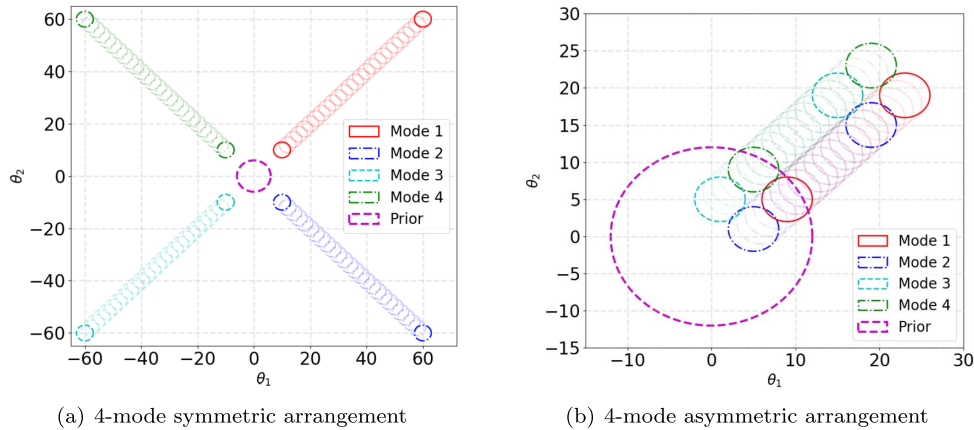 60
40
20
0
−20
−40
−60
θ2
−60 −40 −20 0 20 40 60
θ1
Mode 1
Mode 2
Mode 3
Mode 4
Prior
(a) 4-mode symmetric arrangement
30
25
20
15
10
5
0
−5
−10
−15
θ2
−10 0 10 20 30
θ1
Mode 1
Mode 2
Mode 3
Mode 4
Prior
(b) 4-mode asymmetric arrangement